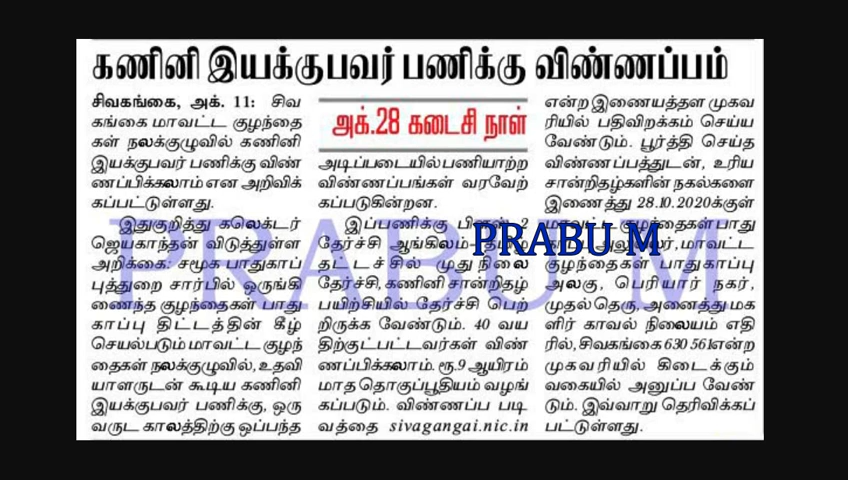 கணினி இயக்குபவர் பணிக்கு விண்ணப்பம்
சிவகங்கை, அக். 11: சிவ
கங்கை மாவட்ட குழந்தை
கள் நலக்குழுவில் கணினி
இயக்குபவர் பணிக்கு விண்
ணப்பிக்கலாம் என அறிவிக்
கப்பட்டுள்ளது.
இதுகுறித்து கலெக்டர்
ஜெயகாந்தன் விடுத்துள்ள
அறிக்கை: சமூக பாதுகாப்
புத்துறை சார்பில் ஒருங்கி
ணைந்த குழந்தைகள் பாது
காப்பு திட்டத்தின் கீழ்
செயல்படும் மாவட்ட குழந்
தைகள் நலக்குழுவில், உதவி
யாளருடன் கூடிய கணினி
இயக்குபவர் பணிக்கு, ஒரு
வருட காலத்திற்கு ஒப்பந்த
அக்.28 கடைசி நாள்
அடிப்படையில் பணியாற்ற
விண்ணப்பங்கள் வரவேற்
கப்படுகின்றன.
இப்பணிக்கு பிளஸ் 2
தேர்ச்சி ஆங்கிலம்- தமிழ்
தட்டச்சில் முதுநிலை
தேர்ச்சி, கணினி சான்றிதழ்
பயிற்சியில் தேர்ச்சி பெற்
றிருக்க வேண்டும். 40 வய
திற்குட்பட்டவர்கள் விண்
ணப்பிக்கலாம். ரூ.9 ஆயிரம்
மாத தொகுப்பூதியம் வழங்
கப்படும். விண்ணப்ப படி
வத்தை sivagangai.nic.in
என்ற இணையத்தள முகவ
ரியில் பதிவிறக்கம் செய்ய
வேண்டும். பூர்த்தி செய்த
விண்ணப்பத்துடன், உரிய
சான்றிதழ்களின் நகல்களை
இணைத்து 28.10.2020க்குள்
மாவட்ட குழந்தைகள் பாது
காப்பு அலுவலர், மாவட்ட
குழந்தைகள் பாதுகாப்பு
அலகு, பெரியார் நகர்,
முதல் தெரு, அனைத்து மக
ளிர் காவல் நிலையம் எதி
ரில், சிவகங்கை 630 561என்ற
முகவரியில் கிடைக்கும்
வகையில் அனுப்ப வேண்
டும். இவ்வாறு தெரிவிக்கப்
பட்டுள்ளது.
PRABU M
PRABU M